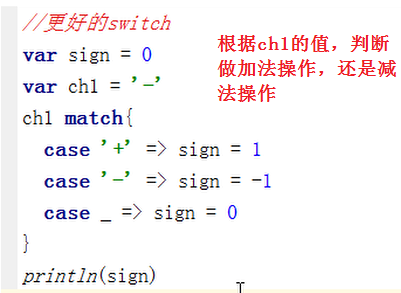 //更好的switch
var sign = 0
var ch1 = '-'
ch1 match{
case '+' => sign = 1
case '-' => sign = -1
case _ => sign = 0
}
println(sign)
根据ch1的值，判断
做加法操作，还是减
法操作